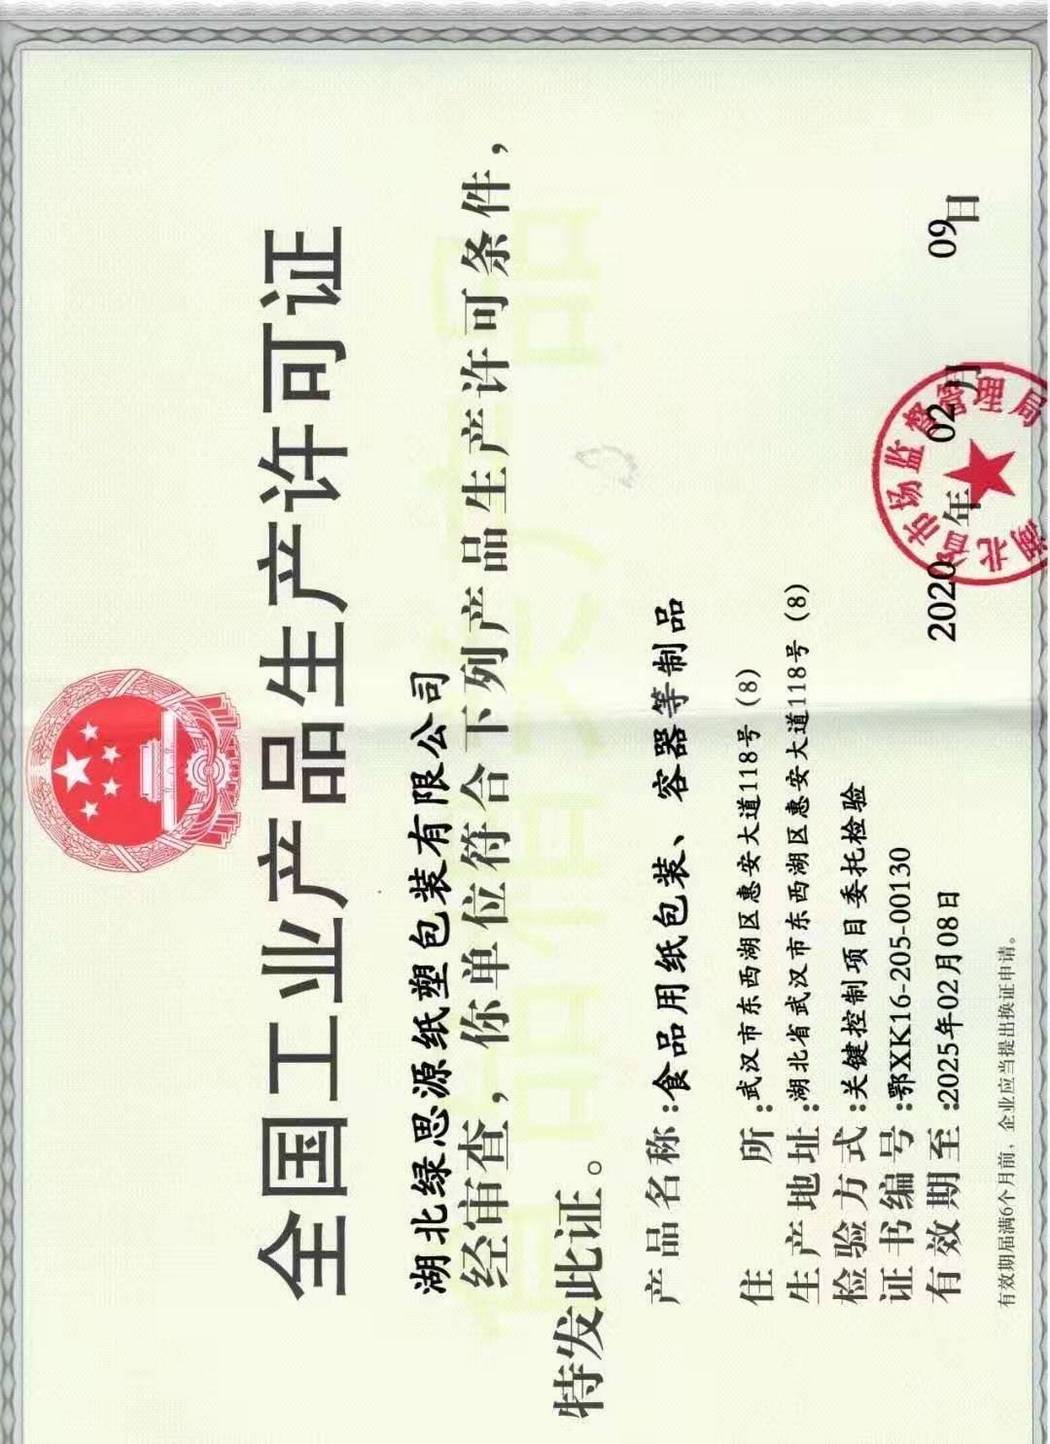 全国工业产品生产许可证
湖北绿思源纸塑包装有限公司
经审查，你单位符合下列产品生产许可条件，
特发此证。
产品名称:食品用纸包装、容器等制品
住 所:武汉市东西湖区惠安大道118号（8）
生产地址:湖北省武汉市东西湖区惠安大道118号（8）
检验方式:关键控制项目委托检验
证书编号:鄂XK16-205-00130
有效期至:2025年02月08日
2020年02月09日
湖北省市场监督管理局
有效期届满6个月前，企业应当提出换证申请。